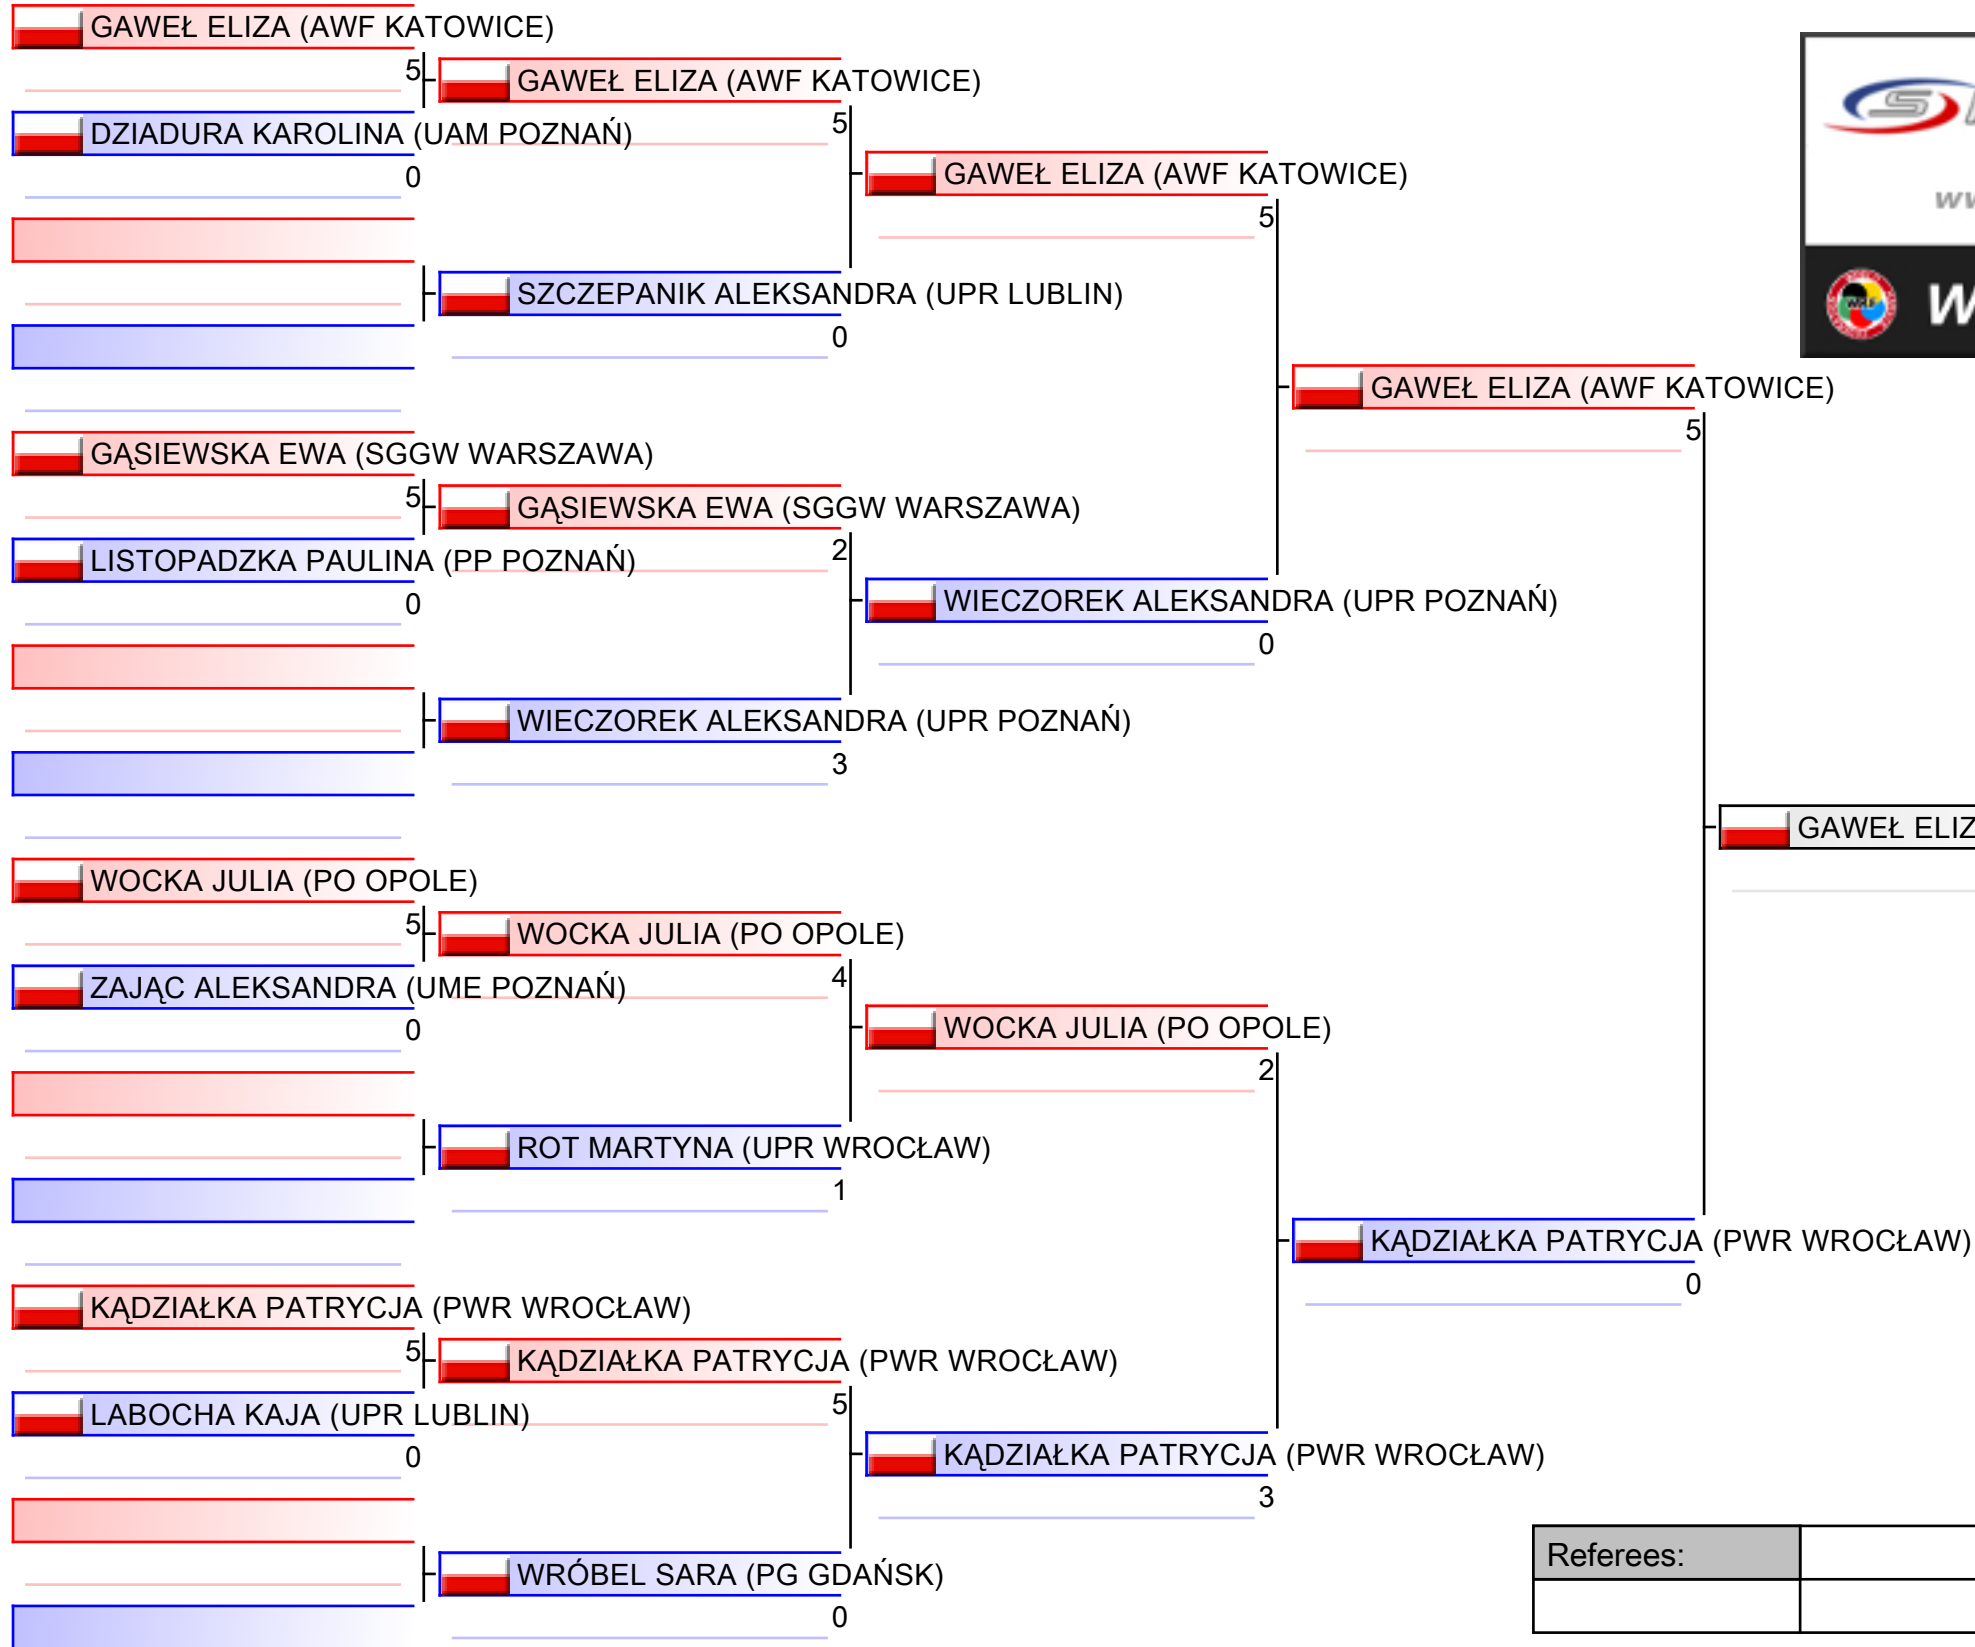 GAWEŁ ELIZA (AWF KATOWICE)
5
GAWEŁ ELIZA (AWF KATOWICE)
5
DZIADURA KAROLINA (UAM POZNAŃ)
0
GAWEŁ ELIZA (AWF KATOWICE)
5
SZCZEPANIK ALEKSANDRA (UPR LUBLIN)
0
GAWEŁ ELIZA (AWF KATOWICE)
5
GĄSIEWSKA EWA (SGGW WARSZAWA)
5
GĄSIEWSKA EWA (SGGW WARSZAWA)
2
LISTOPADZKA PAULINA (PP POZNAŃ)
0
WIECZOREK ALEKSANDRA (UPR POZNAŃ)
0
WIECZOREK ALEKSANDRA (UPR POZNAŃ)
3
GAWEŁ ELIZ
WOCKA JULIA (PO OPOLE)
5
WOCKA JULIA (PO OPOLE)
4
ZAJĄC ALEKSANDRA (UME POZNAŃ)
0
WOCKA JULIA (PO OPOLE)
2
ROT MARTYNA (UPR WROCŁAW)
1
KĄDZIAŁKA PATRYCJA (PWR WROCŁAW)
0
KĄDZIAŁKA PATRYCJA (PWR WROCŁAW)
5
KĄDZIAŁKA PATRYCJA (PWR WROCŁAW)
5
LABOCHA KAJA (UPR LUBLIN)
0
KĄDZIAŁKA PATRYCJA (PWR WROCŁAW)
3
WRÓBEL SARA (PG GDAŃSK)
0
Referees: